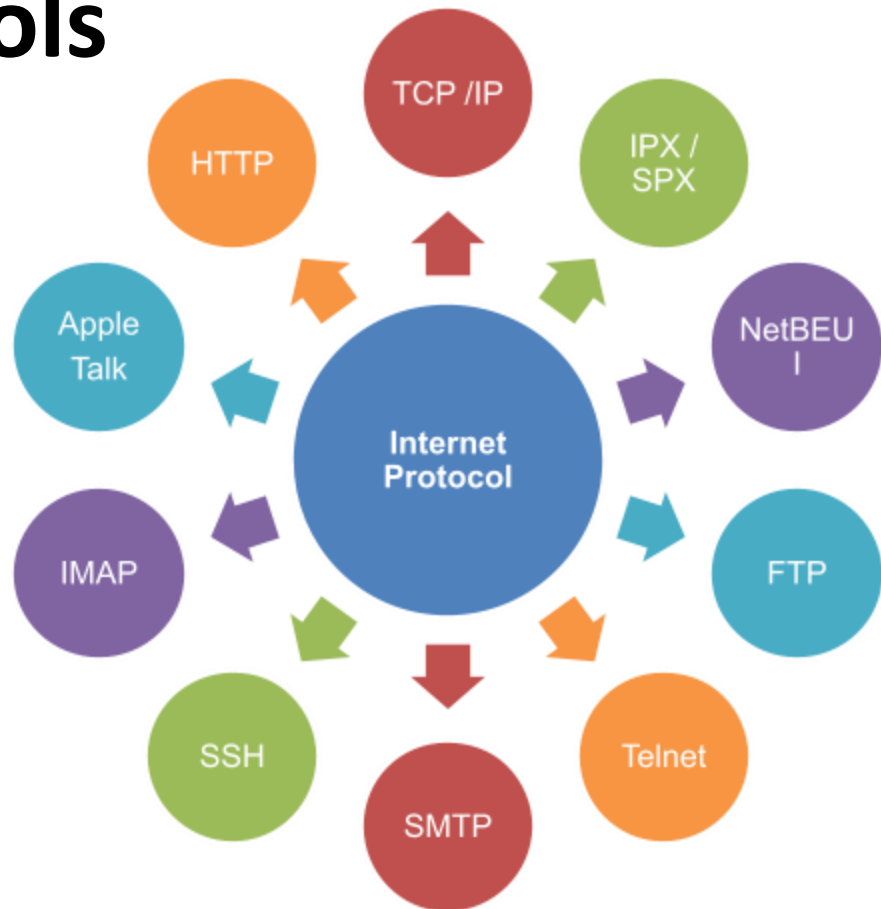 ols
TCP /IP
IPX /
SPX
NetBEU
I
FTP
Telnet
SMTP
SSH
IMAP
Apple
Talk
HTTP
Internet
Protocol